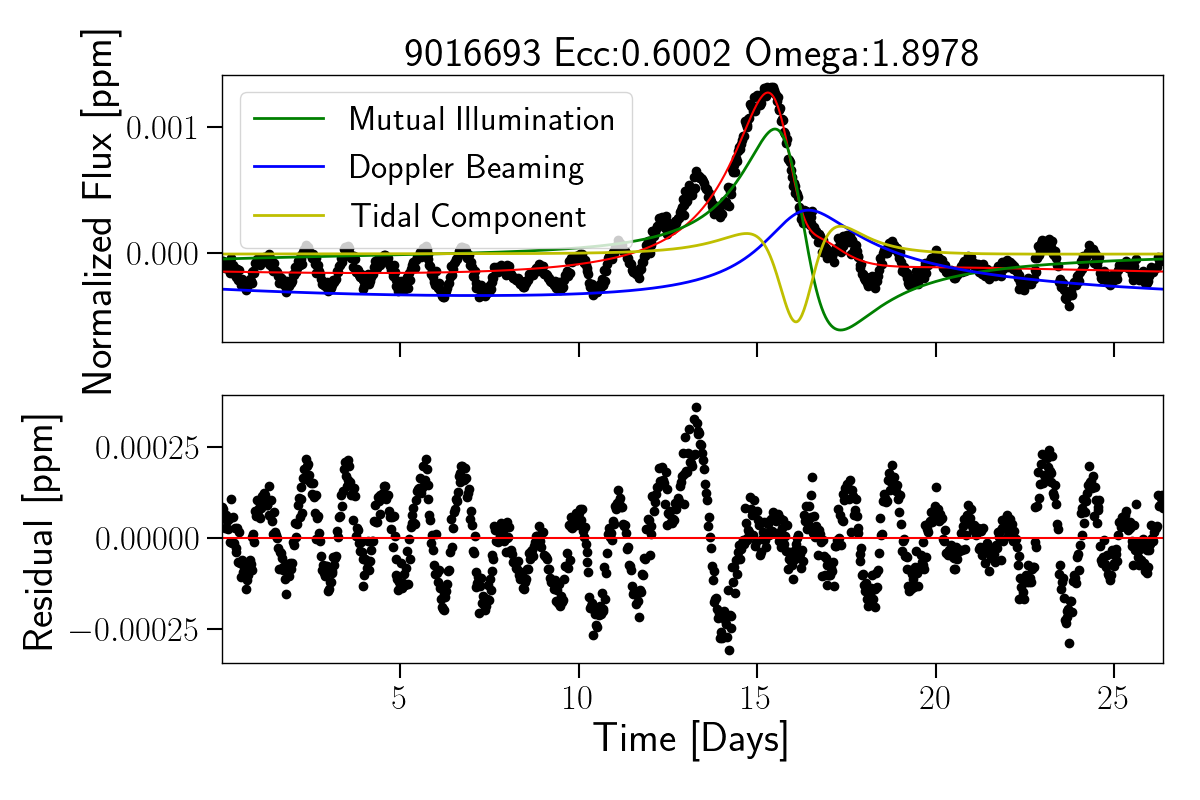 9016693 Ecc:0.6002 Omega:1.8978
Normalized Flux [ppm]
0.001
0.000
Mutual Illumination
Doppler Beaming
Tidal Component
Residual [ppm]
0.00025
0.00000
−0.00025
5 10 15 20 25
Time [Days]